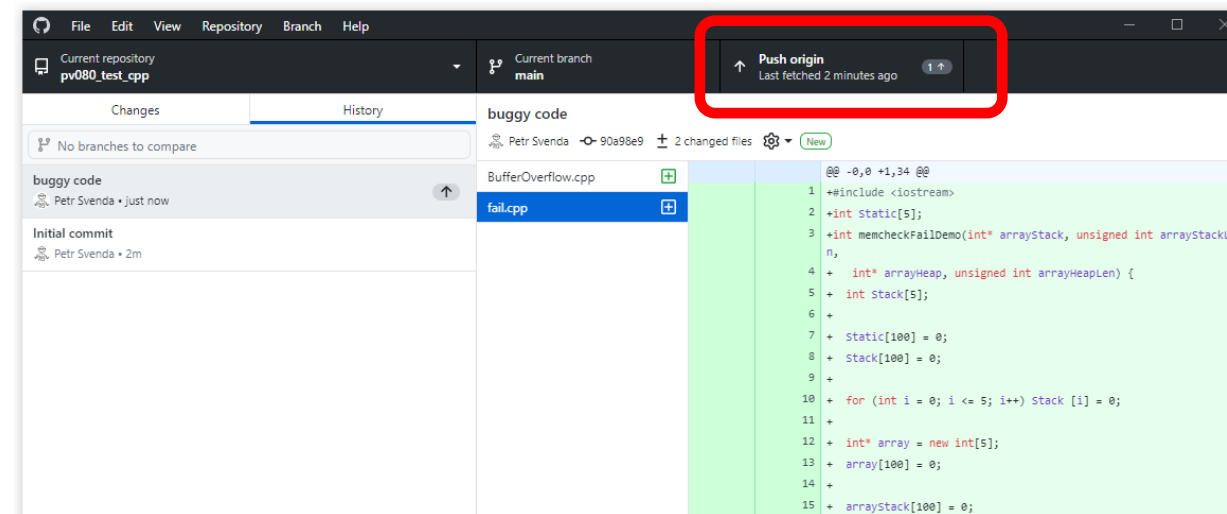 File Edit View Repository Branch Help
Current repository
pv080_test_cpp
Current branch
main
Push origin
Last fetched 2 minutes ago
1
Changes History
No branches to compare
buggy code
Petr Svenda • just now
Initial commit
Petr Svenda • 2m
buggy code
Petr Svenda 90a98e9 2 changed files New
BufferOverflow.cpp
fail.cpp
@@ -0,0 +1,34 @@
1 +#include <iostream>
2 +int Static[5];
3 +int memcheckFailDemo(int* arrayStack, unsigned int arrayStackL
n,
4 + int* arrayHeap, unsigned int arrayHeapLen) {
5 + int Stack[5];
6 +
7 + Static[100] = 0;
8 + Stack[100] = 0;
9 +
10 + for (int i = 0; i <= 5; i++) Stack [i] = 0;
11 +
12 + int* array = new int[5];
13 + array[100] = 0;
14 +
15 + arrayStack[100] = 0;